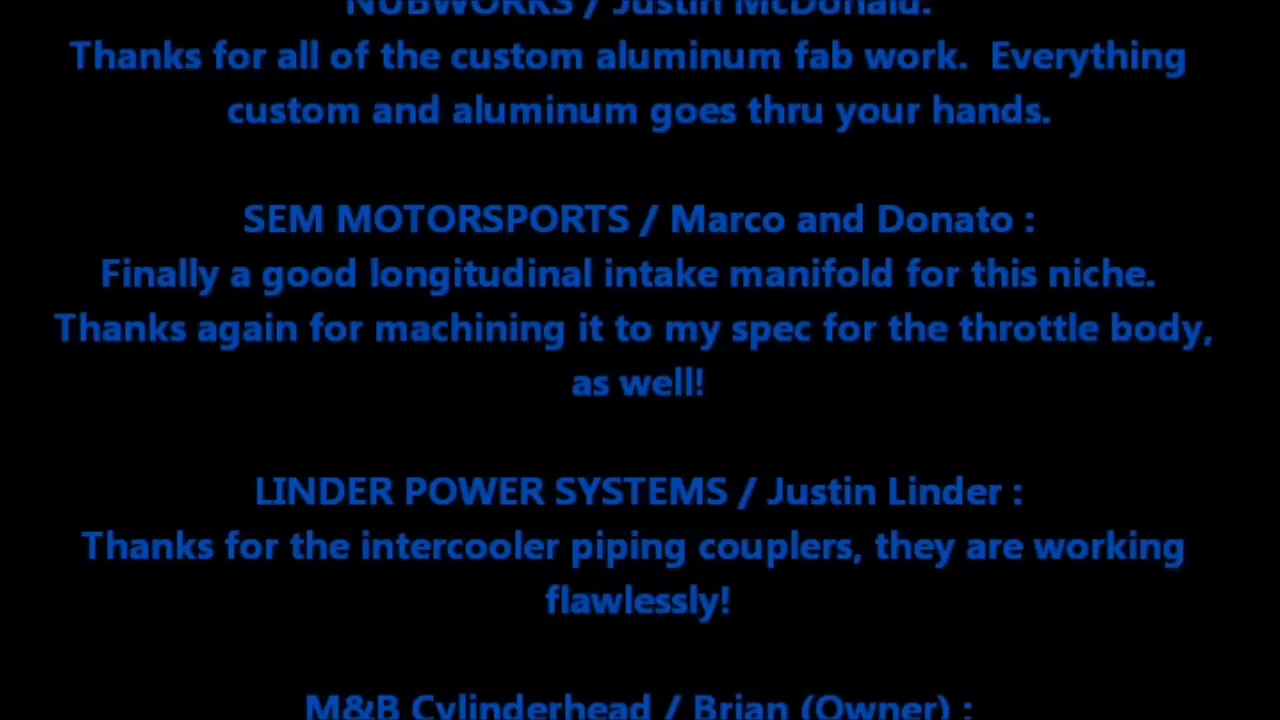 NUBWORKS / Justin McDonald:
Thanks for all of the custom aluminum fab work.  Everything
custom and aluminum goes thru your hands.
SEM MOTORSPORTS / Marco and Donato :
Finally a good longitudinal intake manifold for this niche.
Thanks again for machining it to my spec for the throttle body,
as well!
LINDER POWER SYSTEMS / Justin Linder :
Thanks for the intercooler piping couplers, they are working
flawlessly!
M&B Cylinderhead / Brian (Owner) :